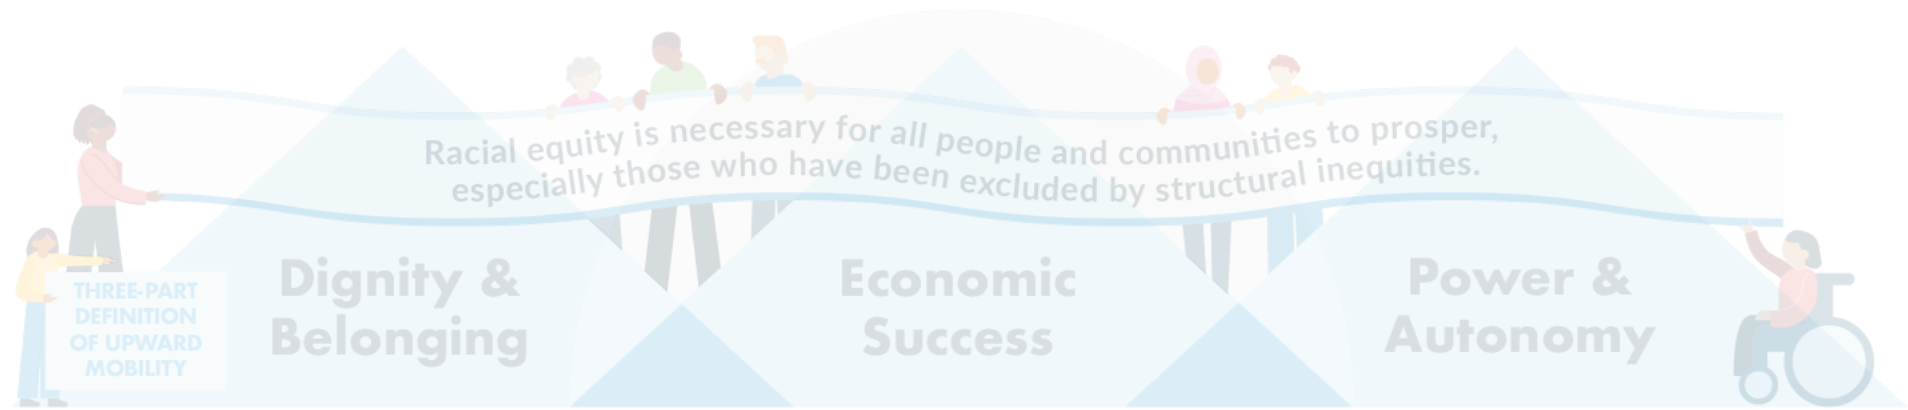 Racial equity is necessary for all people and communities to prosper,
especially those who have been excluded by structural inequities.
THREE-PART
DEFINITION
OF UPWARD
MOBILITY
Dignity &
Belonging
Economic
Success
Power &
Autonomy